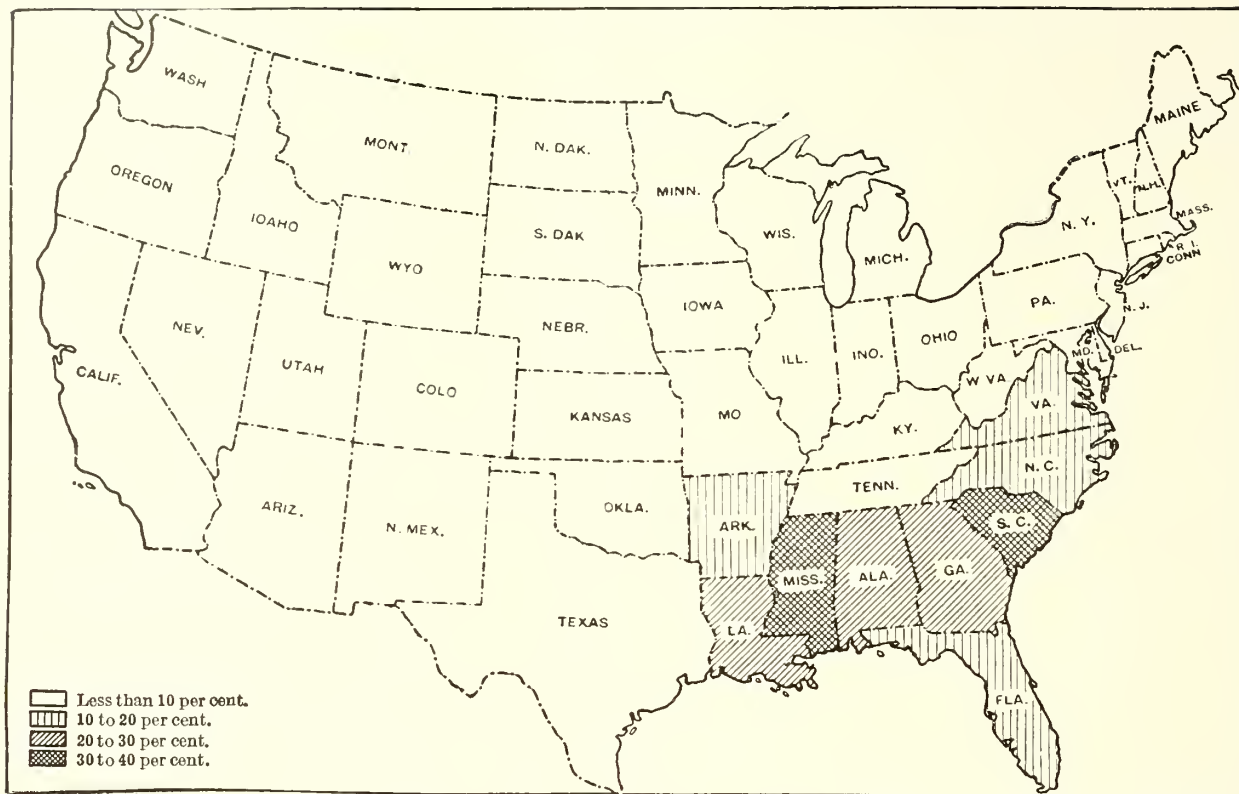 WASH
OREGON
IOAHO
MONT.
N. DAK.
MINN.
WIS.
MICH.
MAINE
VT.
N.H.
MASS.
R. I.
CONN
N. Y.
S. DAK
WYO
NEBR.
IOWA
ILL.
INO.
OHIO
PA.
N. J.
DEL.
MD.
W VA.
VA.
NEV.
UTAH
COLO
KANSAS
MO
KY.
CALIF.
ARIZ.
N. MEX.
OKLA.
ARK.
TENN.
N. C.
S. C.
TEXAS
LA.
MISS.
ALA.
GA.
FLA.
Less than 10 per cent.
10 to 20 per cent.
20 to 30 per cent.
30 to 40 per cent.